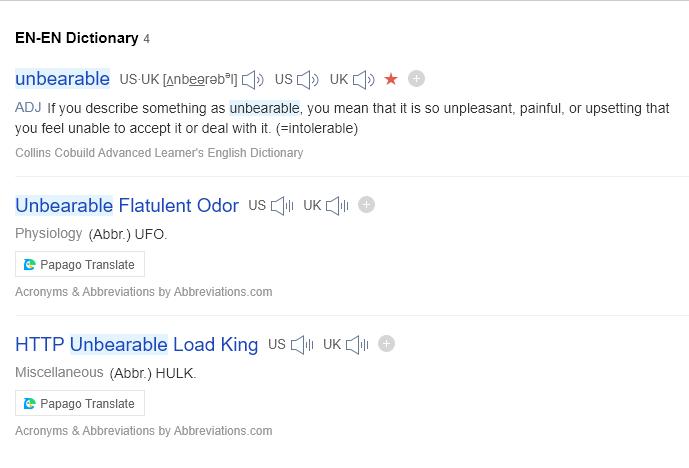 EN-EN Dictionary 4
unbearable US·UK [ʌnbeərəbᵊl] US UK
ADJ If you describe something as unbearable, you mean that it is so unpleasant, painful, or upsetting that
you feel unable to accept it or deal with it. (=intolerable)
Collins Cobuild Advanced Learner's English Dictionary
Unbearable Flatulent Odor US UK
Physiology (Abbr.) UFO.
Papago Translate
Acronyms & Abbreviations by Abbreviations.com
HTTP Unbearable Load King US UK
Miscellaneous (Abbr.) HULK.
Papago Translate
Acronyms & Abbreviations by Abbreviations.com